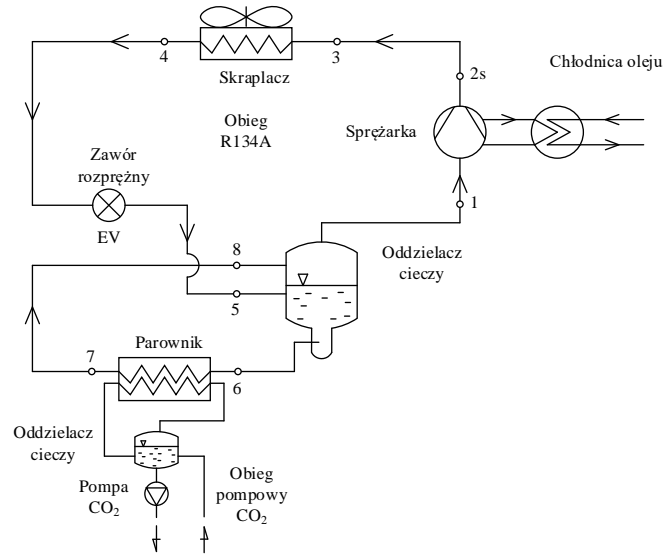 4
3
Skraplacz
2s
Chłodnica oleju
Obieg
R134A
Sprężarka
Zawór
rozprężny
EV
1
8
Oddzielacz
cieczy
5
7
Parownik
6
Oddzielacz
cieczy
Pompa
CO2
Obieg
pompowy
CO2